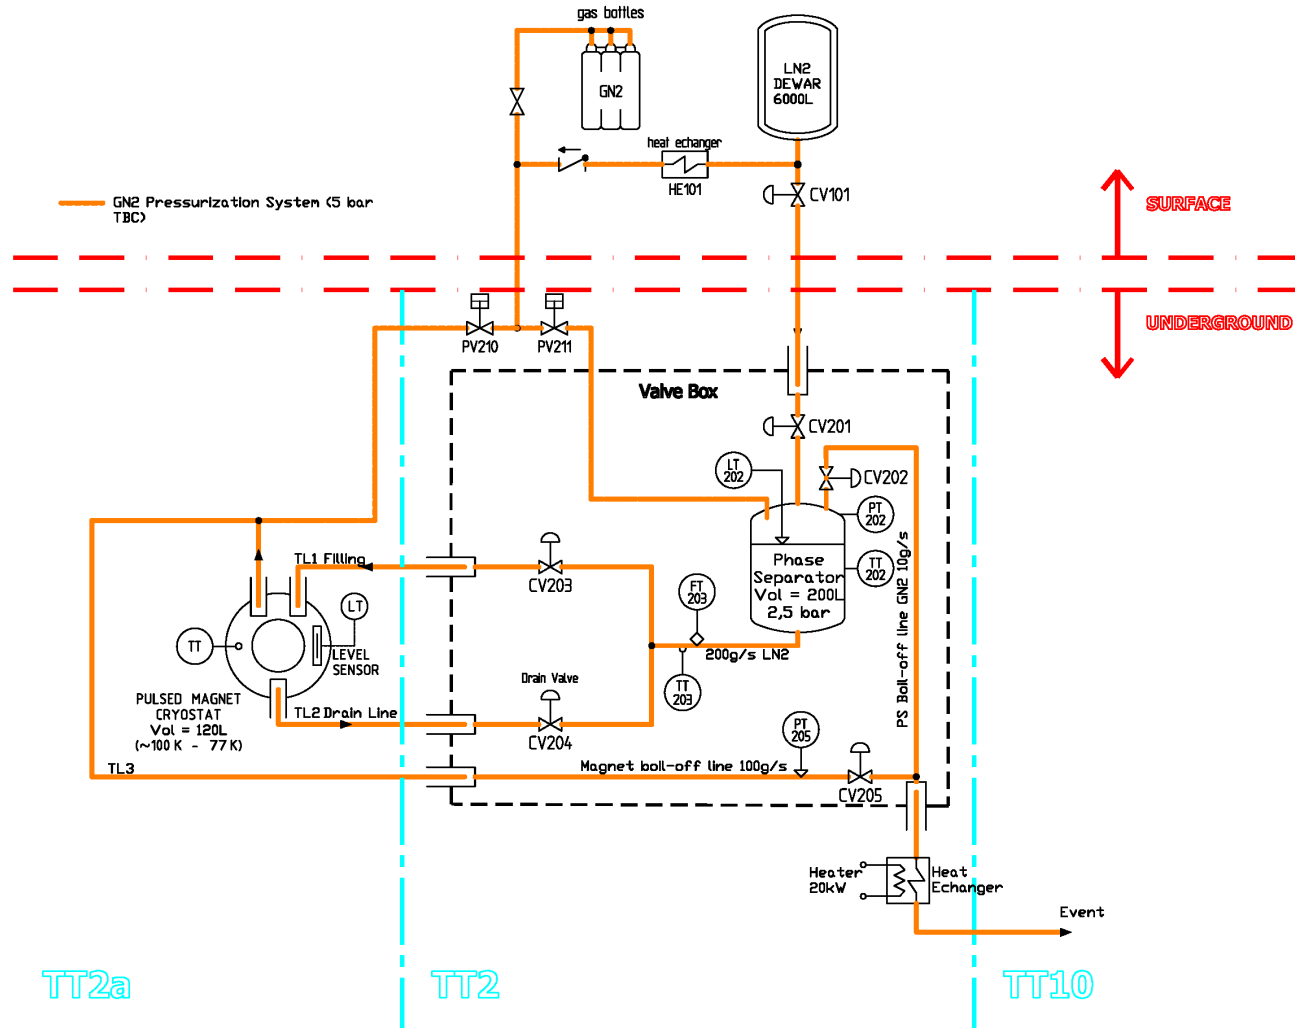 gas bottles
GN2
LN2
DEWAR
6000L
heat echanger
HE101
CV101
GN2 Pressurization System (5 bar
TBC)
SURFACE
UNDERGROUND
PV210
PV211
Valve Box
CV201
LT
202
CV202
PT
202
TT
202
Phase
Separator
Vol = 200L
2,5 bar
PS Boil-off line GN2 10g/s
TL1 Filling
CV203
FT
203
200g/s LN2
TT
203
LT
TT
LEVEL
SENSOR
PULSED MAGNET
CRYOSTAT
Vol = 120L
(~100 K - 77 K)
TL2 Drain Line
Drain Valve
CV204
PT
205
TL3
Magnet boil-off line 100g/s
CV205
Heater
20kW
Heat
Echanger
Event
TT2a
TT2
TT10